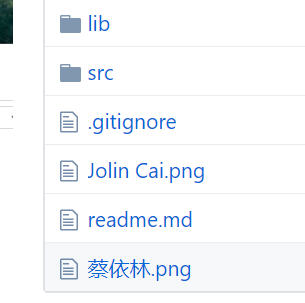 lib
src
.gitignore
Jolin Cai.png
readme.md
蔡依林.png